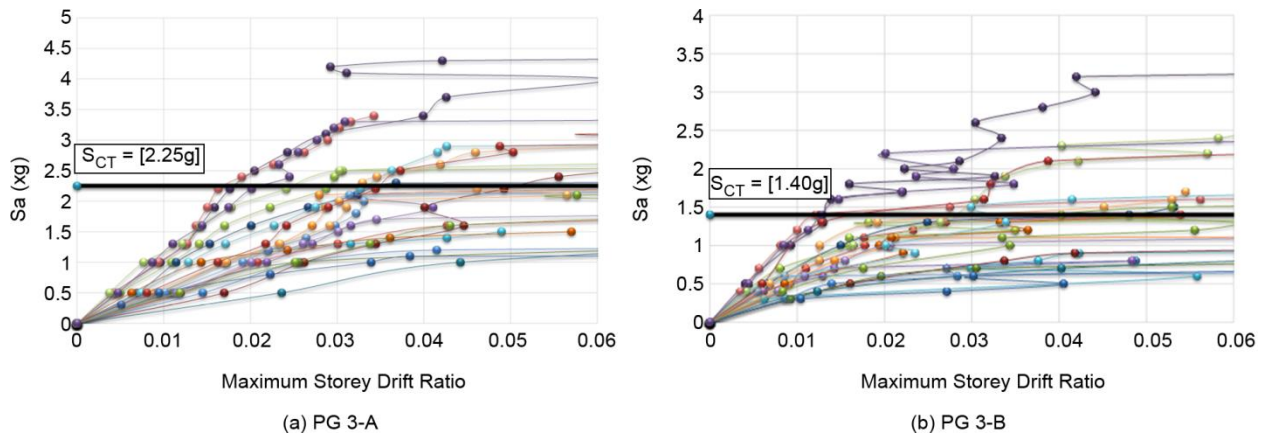 5
4.5
4
3.5
3
2.5
2
1.5
1
0.5
0
S_CT = [2.25g]
Sa (xg)
0 0.01 0.02 0.03 0.04 0.05 0.06
Maximum Storey Drift Ratio
(a) PG 3-A
4
3.5
3
2.5
2
1.5
1
0.5
0
S_CT = [1.40g]
Sa (xg)
0 0.01 0.02 0.03 0.04 0.05 0.06
Maximum Storey Drift Ratio
(b) PG 3-B